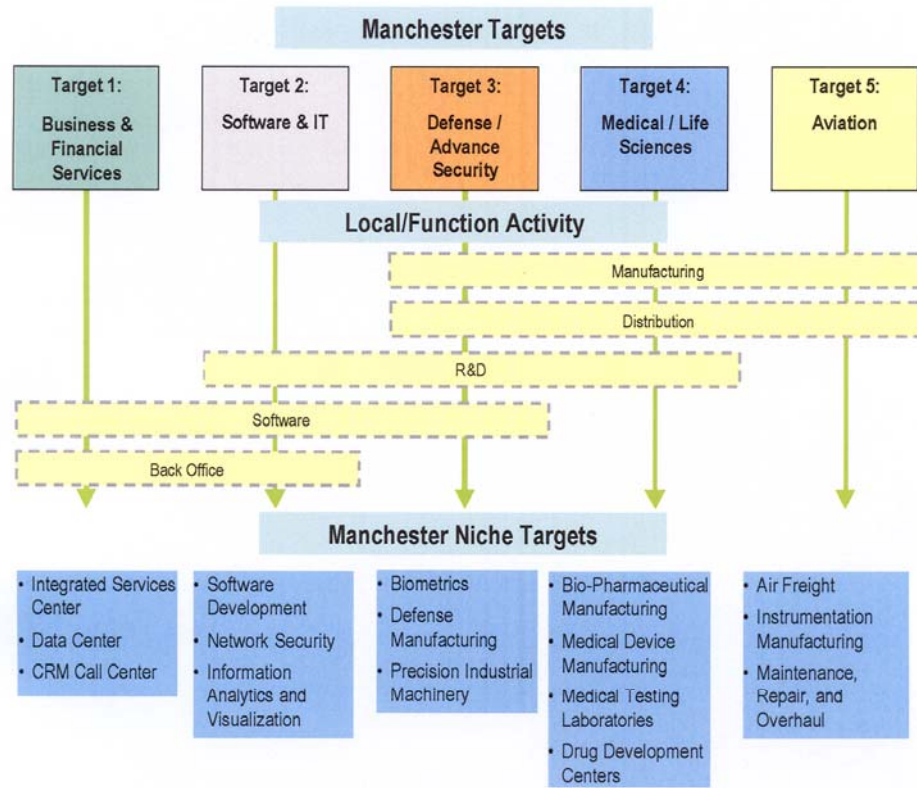 Manchester Targets
Target 1:
Business &
Financial
Services
Target 2:
Software & IT
Target 3:
Defense /
Advance
Security
Target 4:
Medical / Life
Sciences
Target 5:
Aviation
Local/Function Activity
Manufacturing
Distribution
R&D
Software
Back Office
Manchester Niche Targets
• Integrated Services
Center
• Data Center
• CRM Call Center
• Software
Development
• Network Security
• Information
Analytics and
Visualization
• Biometrics
• Defense
Manufacturing
• Precision Industrial
Machinery
• Bio-Pharmaceutical
Manufacturing
• Medical Device
Manufacturing
• Medical Testing
Laboratories
• Drug Development
Centers
• Air Freight
• Instrumentation
Manufacturing
• Maintenance,
Repair, and
Overhaul